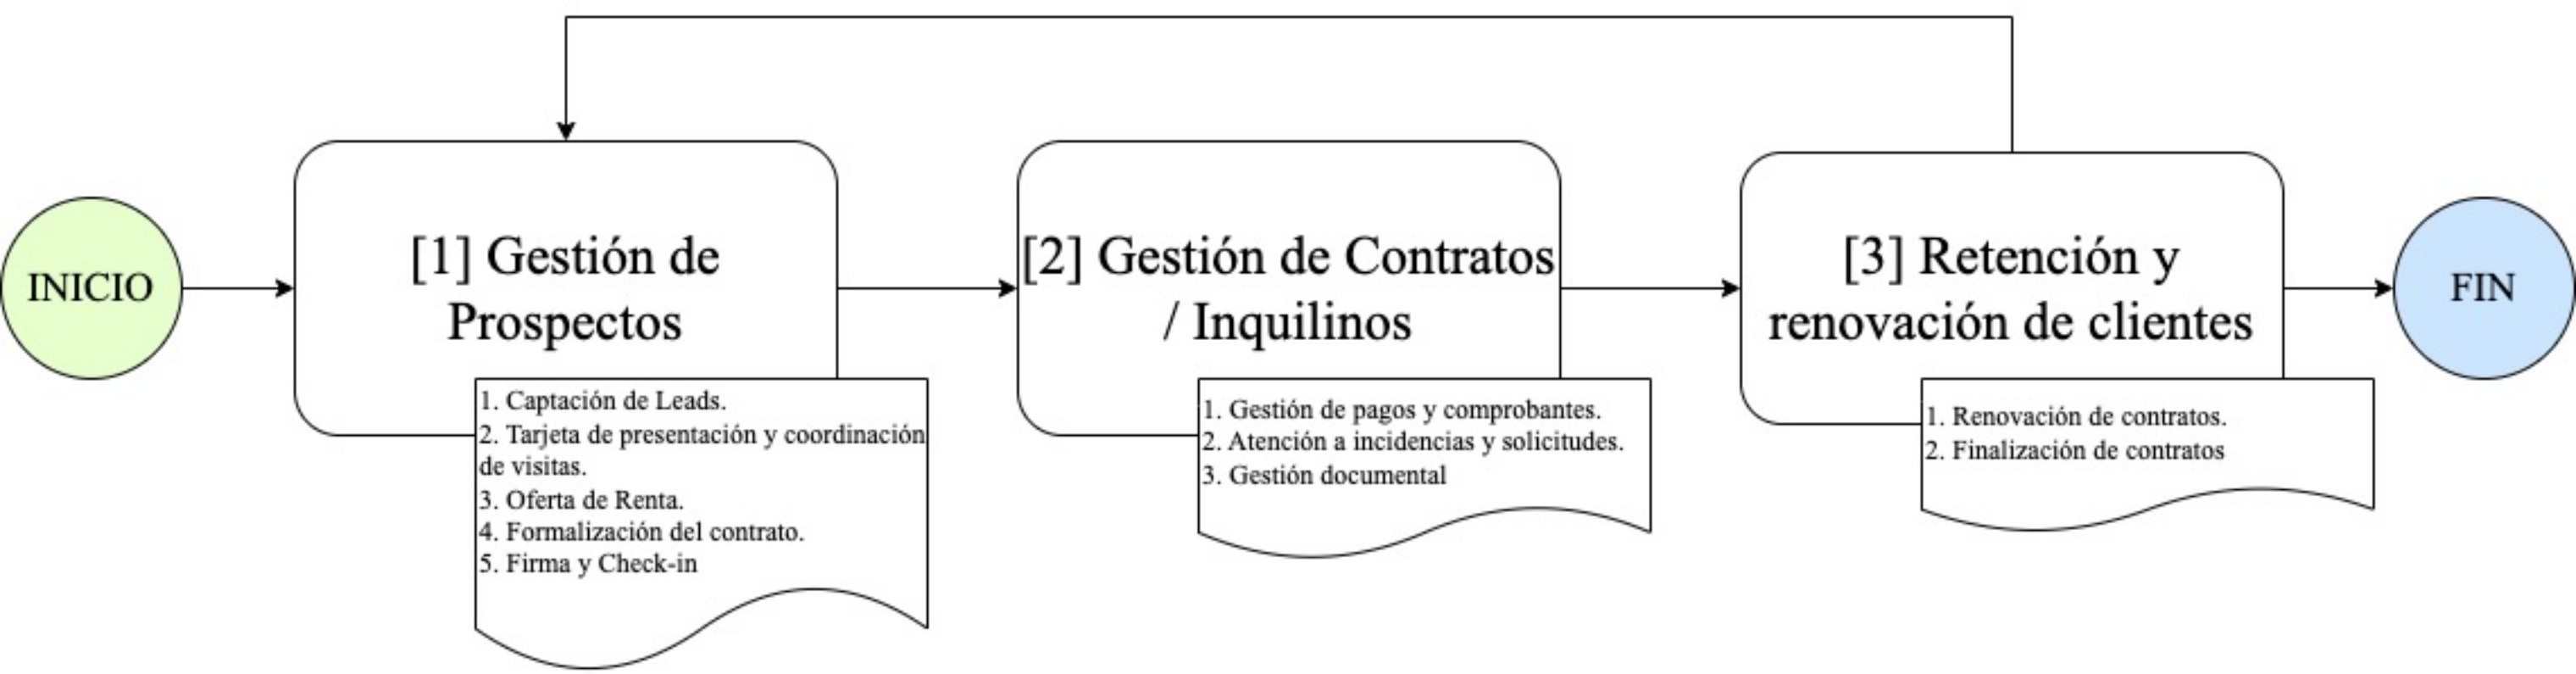 INICIO
[1] Gestión de
Prospectos
1. Captación de Leads.
2. Tarjeta de presentación y coordinación
de visitas.
3. Oferta de Renta.
4. Formalización del contrato.
5. Firma y Check-in
[2] Gestión de Contratos
/ Inquilinos
1. Gestión de pagos y comprobantes.
2. Atención a incidencias y solicitudes.
3. Gestión documental
[3] Retención y
renovación de clientes
1. Renovación de contratos.
2. Finalización de contratos
FIN